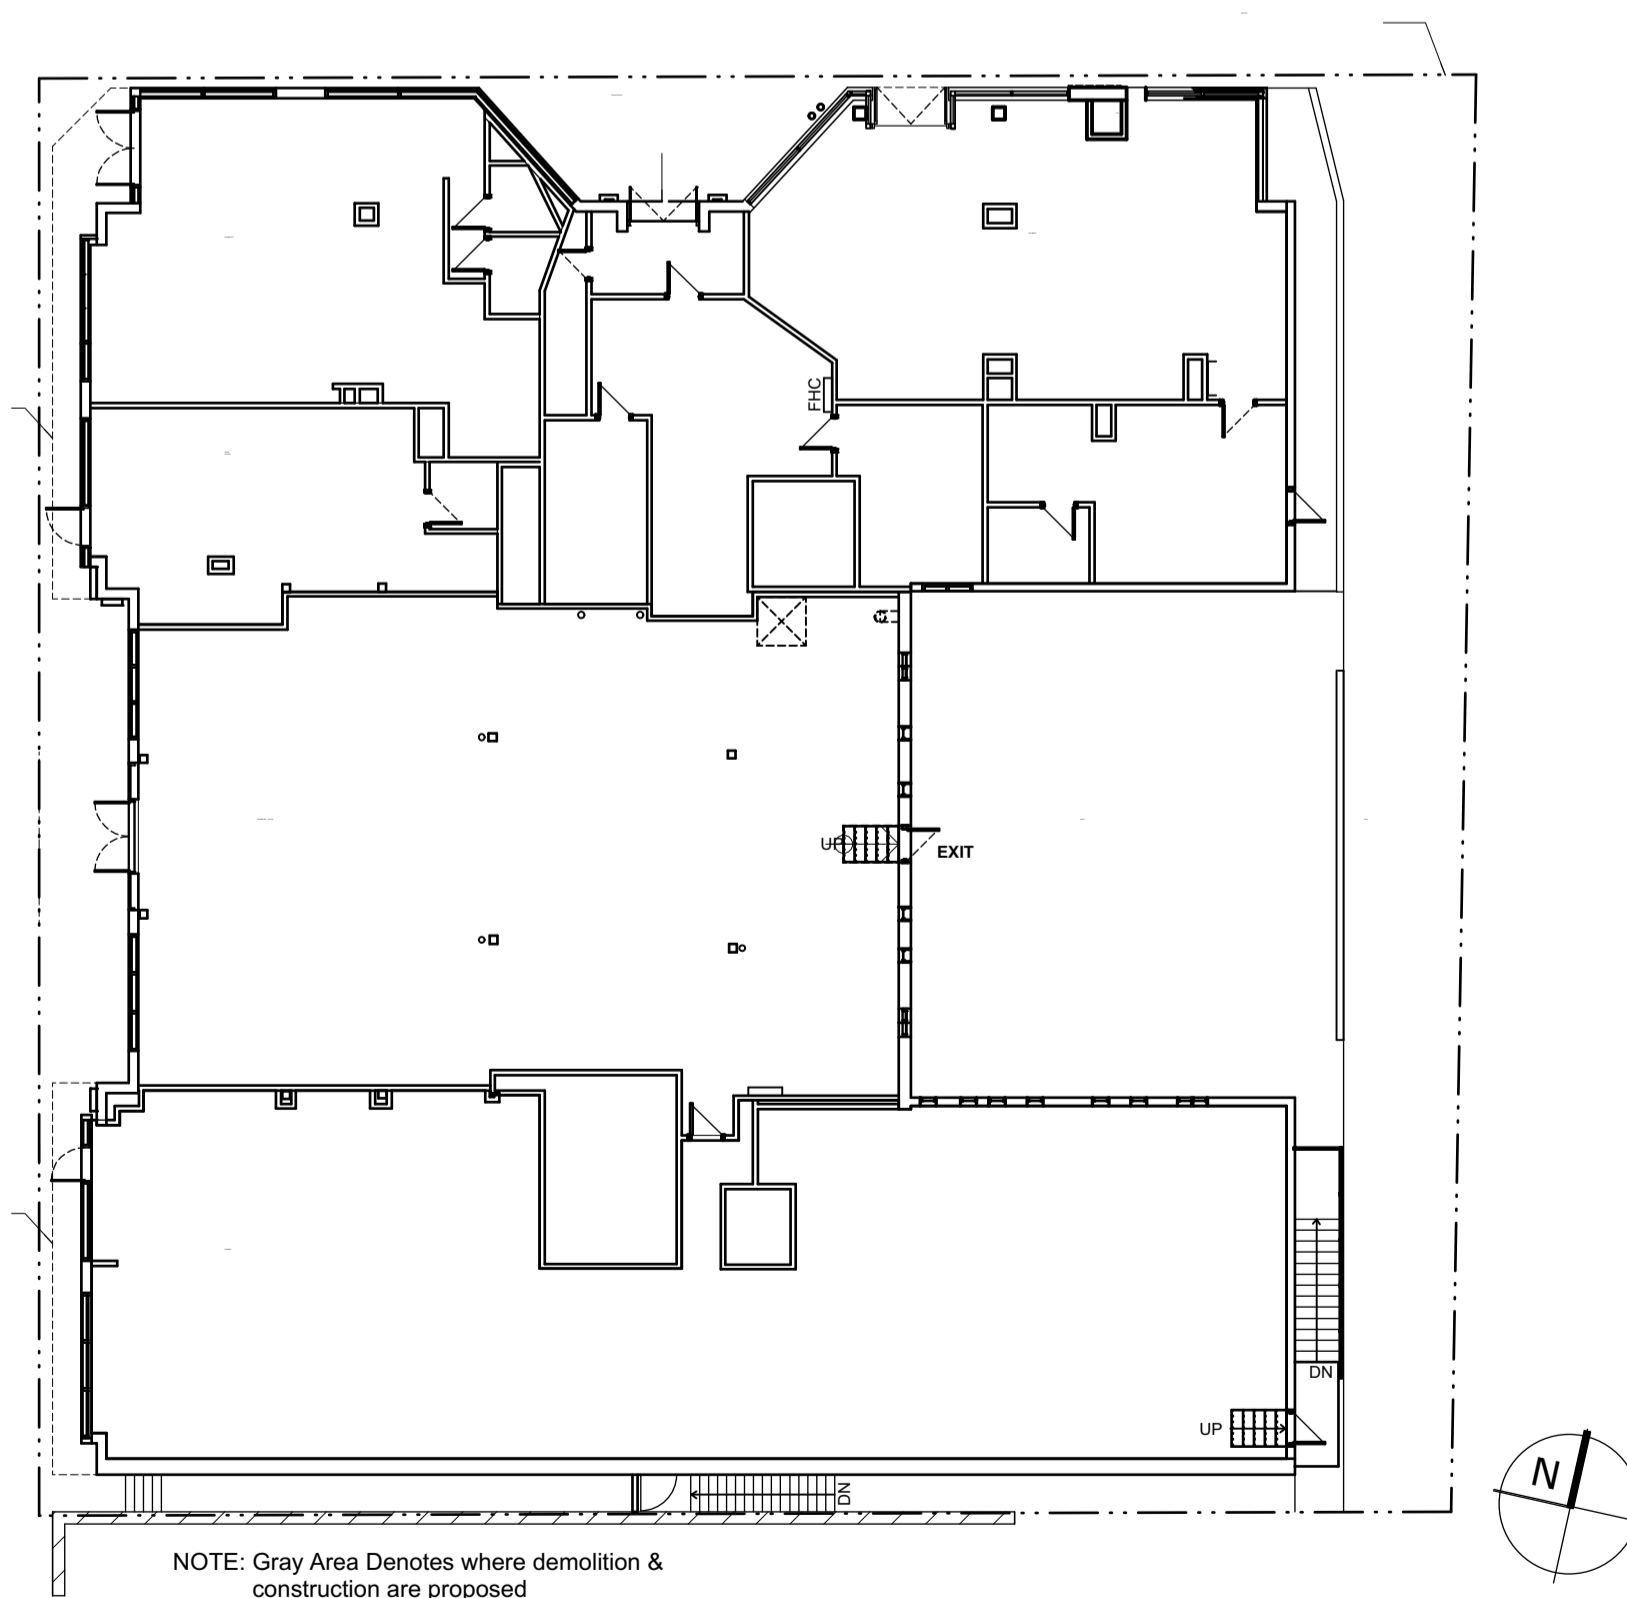 FHC
UP
EXIT
DN
UP
DN
N
NOTE: Gray Area Denotes where demolition &
construction are proposed